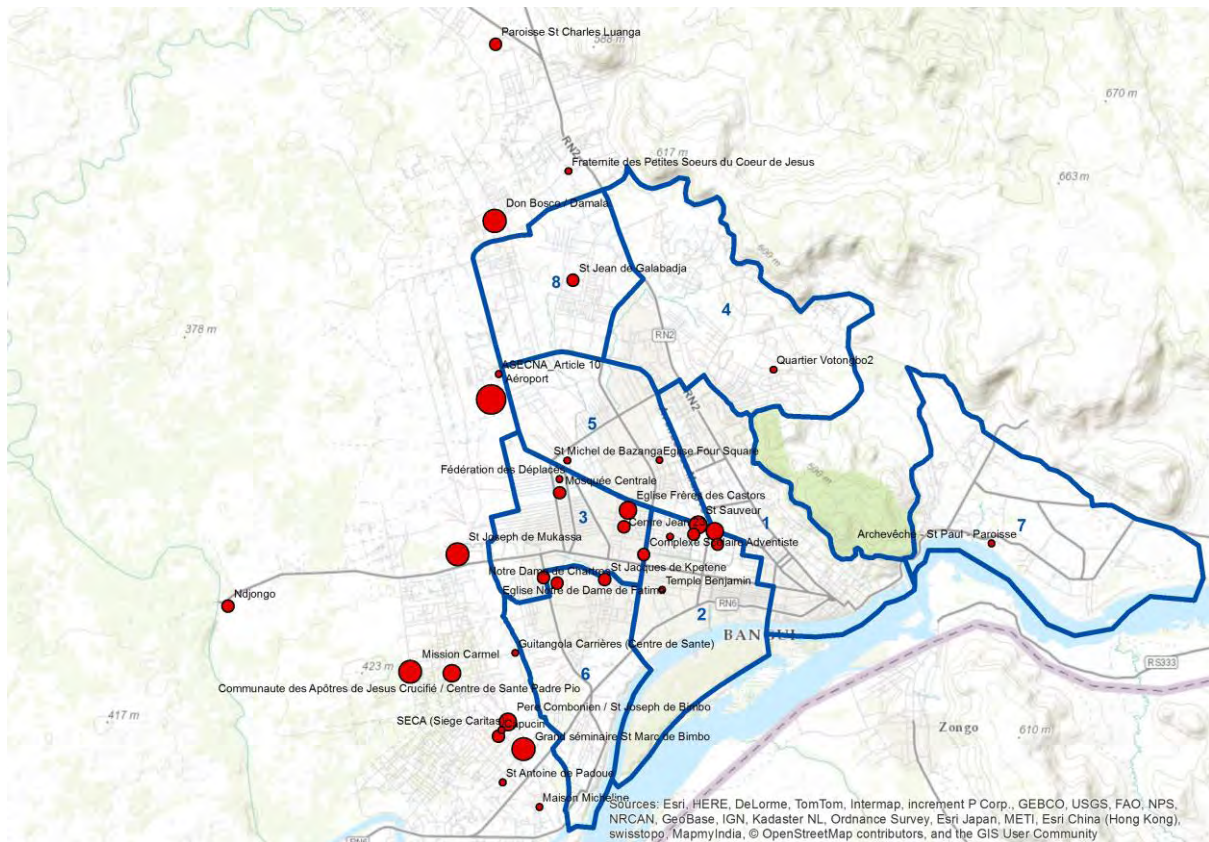 Paroisse St Charles Luanga
588 m
670 m
RN2
617 m
Fraternite des Petites Soeurs du Coeur de Jesus
663 m
Don Bosco / Damala
600 m
St Jean de Galabadja
8
4
378 m
RN2
ASECNA_Article 10
Quartier Votongbo2
Aéroport
RN2
5
St Michel de Bazanga
Eglise Four Square
Fédération des Déplacés
600 m
Mosquée Centrale
Eglise Frères des Castors
3
St Sauveur
1
Centre Jean
7
St Joseph de Mukassa
Complexe Scolaire Adventiste
Archevêche - St Paul - Paroisse
Notre Dame de Chartres
St Jacques de Kpetene
Eglise Notre de Dame de Fatima
Temple Benjamin
Ndjongo
RN6
2
BANGUI
Guitangola Carrières (Centre de Sante)
Mission Carmel
423 m
6
RS333
Communaute des Apôtres de Jesus Crucifié / Centre de Sante Padre Pio
417 m
Pere Combonien / St Joseph de Bimbo
SECA (Siege Caritas)
Capucin
Zongo
610 m
Grand séminaire St Marc de Bimbo
St Antoine de Padoue
Maison Micheline
RN6
Sources: Esri, HERE, DeLorme, TomTom, Intermap, increment P Corp., GEBCO, USGS, FAO, NPS,
NRCAN, GeoBase, IGN, Kadaster NL, Ordnance Survey, Esri Japan, METI, Esri China (Hong Kong),
swisstopo, MapmyIndia, © OpenStreetMap contributors, and the GIS User Community